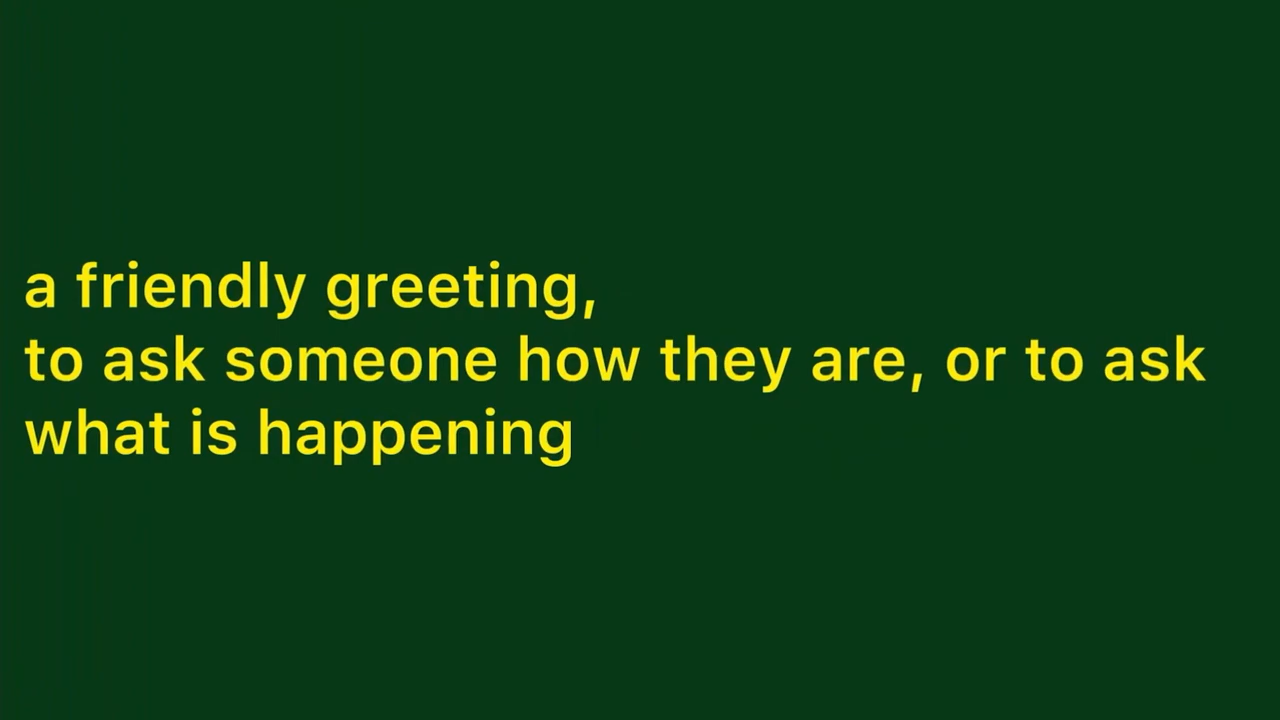 a friendly greeting,
to ask someone how they are, or to ask
what is happening